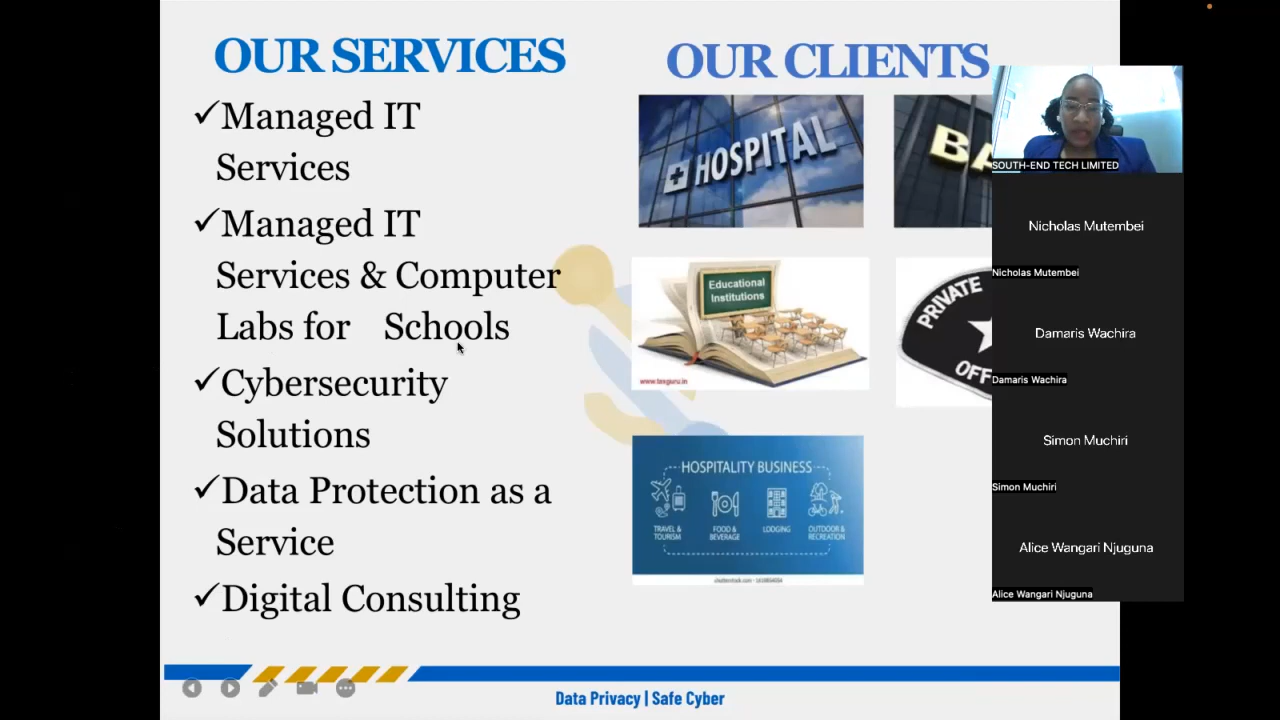 OUR SERVICES
✓Managed IT
Services
✓Managed IT
Services & Computer
Labs for Schools
✓Cybersecurity
Solutions
✓Data Protection as a
Service
✓Digital Consulting
OUR CLIENTS
HOSPITAL
BA
Educational
Institutions
www.taxguru.in
PRIVATE
OFF
HOSPITALITY BUSINESS
TRAVEL &
TOURISM
FOOD &
BEVERAGE
LODGING
OUTDOOR &
RECREATION
SOUTH-END TECH LIMITED
Nicholas Mutembei
Nicholas Mutembei
Damaris Wachira
Damaris Wachira
Simon Muchiri
Simon Muchiri
Alice Wangari Njuguna
Alice Wangari Njuguna
Data Privacy | Safe Cyber